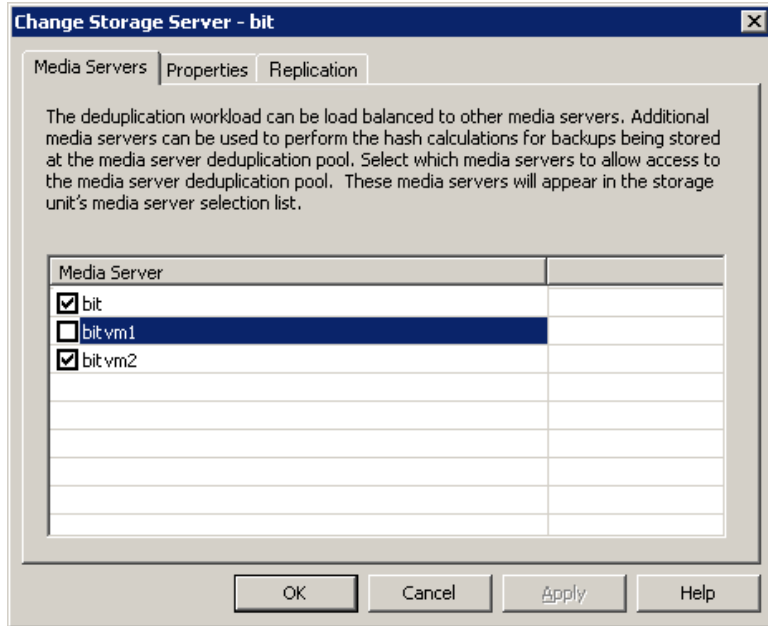 Change Storage Server - bit
Media Servers
Properties
Replication
The deduplication workload can be load balanced to other media servers. Additional
media servers can be used to perform the hash calculations for backups being stored
at the media server deduplication pool. Select which media servers to allow access to
the media server deduplication pool.  These media servers will appear in the storage
unit's media server selection list.
Media Server
bit
bitvm1
bitvm2
OK
Cancel
Apply
Help